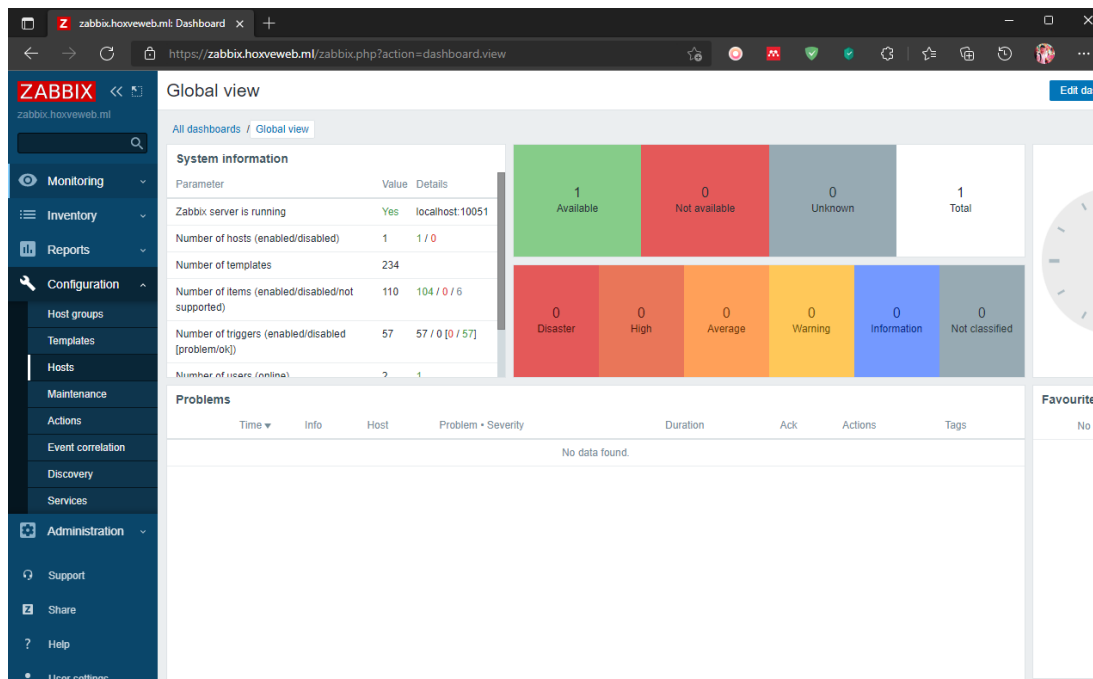 zabbix.hoxveweb.ml: Dashboard
https://zabbix.hoxveweb.ml/zabbix.php?action=dashboard.view
ZABBIX
zabbix.hoxveweb.ml
Monitoring
Inventory
Reports
Configuration
Host groups
Templates
Hosts
Maintenance
Actions
Event correlation
Discovery
Services
Administration
Support
Share
Help
User settings
Global view
Edit da
All dashboards / Global view
System information
Parameter Value Details
Zabbix server is running Yes localhost:10051
Number of hosts (enabled/disabled) 1 1 / 0
Number of templates 234
Number of items (enabled/disabled/not 110 104 / 0 / 6
supported)
Number of triggers (enabled/disabled 57 57 / 0 [0 / 57]
[problem/ok])
Number of users (online) 2 1
1 0 0 1
Available Not available Unknown Total
0 0 0 0 0 0
Disaster High Average Warning Information Not classified
Problems
Time ▼ Info Host Problem • Severity Duration Ack Actions Tags
No data found.
Favourite
No